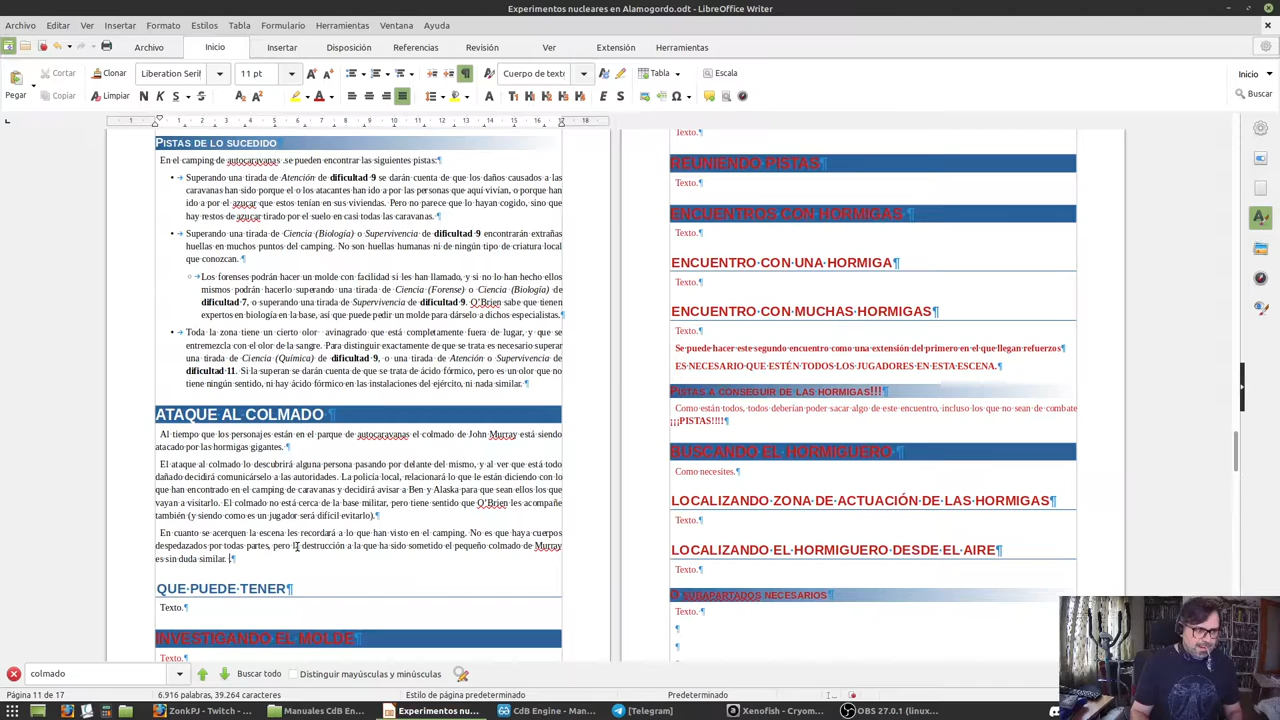 Experimentos nucleares en Alamogordo.odt - LibreOffice Writer
Archivo Editar Ver Insertar Formato Estilos Tabla Formulario Herramientas Ventana Ayuda
Archivo Inicio Insertar Disposición Referencias Revisión Ver Extensión Herramientas
Pegar Cortar Clonar Liberation Serif 11 pt Cuerpo de texto Tabla Escala Inicio
Copiar Limpiar Buscar
PISTAS DE LO SUCEDIDO
En el camping de autocaravanas .se pueden encontrar las siguientes pistas:¶
• Superando una tirada de Atención de dificultad 9 se darán cuenta de que los daños causados a las
caravanas han sido porque el o los atacantes han ido a por las personas que aquí vivían, o porque han
ido a por el azucar que estos tenían en sus viviendas. Pero no parece que lo hayan cogido, sino que
hay restos de azucar tirado por el suelo en casi todas las caravanas. ¶
• Superando una tirada de Ciencia (Biología) o Supervivencia de dificultad 9 encontrarán extrañas
huellas en muchos puntos del camping. No son huellas humanas ni de ningún tipo de criatura local
que conozcan. ¶
Los forenses podrán hacer un molde con facilidad si les han llamado, y si no lo han hecho ellos
mismos podrán hacerlo superando una tirada de Ciencia (Forense) o Ciencia (Biología) de
dificultad 7, o superando una tirada de Supervivencia de dificultad 9. O'Brien sabe que tienen
expertos en biología en la base, así que puede pedir un molde para dárselo a dichos especialistas.¶
• Toda la zona tiene un cierto olor avinagrado que está completamente fuera de lugar, y que se
entremezcla con el olor de la sangre. Para distinguir exactamente de que se trata es necesario superar
una tirada de Ciencia (Química) de dificultad 9, o una tirada de Atención o Supervivencia de
dificultad 11. Si la superan se darán cuenta de que se trata de ácido fórmico, pero es un olor que no
tiene ningún sentido, ni hay ácido fórmico en las instalaciones del ejército, ni nada similar. ¶
ATAQUE AL COLMADO ¶
Al tiempo que los personajes están en el parque de autocaravanas el colmado de John Murray está siendo
atacado por las hormigas gigantes. ¶
El ataque al colmado lo descubrirá alguna persona pasando por delante del mismo, y al ver que está todo
dañado decidirá comunicárselo a las autoridades. La policía local, relacionará lo que le están diciendo con lo
que han encontrado en el camping de caravanas y decidirá avisar a Ben y Alaska para que sean ellos los que
vayan a visitarlo. El colmado no está cerca de la base militar, pero tiene sentido que O'Brien les acompañe
también (y siendo como es un jugador será difícil evitarlo).¶
En cuanto se acerquen la escena les recordará a lo que han visto en el camping. No es que haya cuerpos
despedazados por todas partes, pero la destrucción a la que ha sido sometido el pequeño colmado de Murray
es sin duda similar. ¶
QUE·PUEDE·TENER¶
Texto.¶
INVESTIGANDO EL MOLDE¶
Texto.¶
Texto.¶
REUNIENDO PISTAS¶
Texto.¶
ENCUENTROS CON HORMIGAS ¶
Texto.¶
ENCUENTRO·CON·UNA·HORMIGA¶
Texto.¶
ENCUENTRO·CON·MUCHAS·HORMIGAS¶
Texto.¶
Se·puede·hacer·este·segundo·encuentro·como·una·extensión·del·primero·en·el·que·llegan·refuerzos¶
ES·NECESARIO·QUE·ESTÉN·TODOS·LOS·JUGADORES·EN·ESTA·ESCENA.¶
PISTAS A CONSEGUIR DE LAS HORMIGAS!!!¶
Como están todos, todos deberían poder sacar algo de este encuentro, incluso los que no sean de combate
¡¡¡PISTAS!!!!¶
BUSCANDO EL HORMIGUERO ¶
Como necesites.¶
LOCALIZANDO·ZONA·DE·ACTUACIÓN·DE·LAS·HORMIGAS¶
Texto.¶
LOCALIZANDO·EL·HORMIGUERO·DESDE·EL·AIRE¶
Texto.¶
SUBAPARTADOS NECESARIOS¶
Texto. ¶
¶
¶
colmado Buscar todo Distinguir mayúsculas y minúsculas
Página 11 de 17 6.916 palabras, 39.264 caracteres Estilo de página predeterminado Predeterminado
ZonkPJ - Twitch - ... Manuales CdB En... Experimentos nu... CdB Engine - Man... [Telegram] Xenofish - Cryom... OBS 27.0.1 (linux...